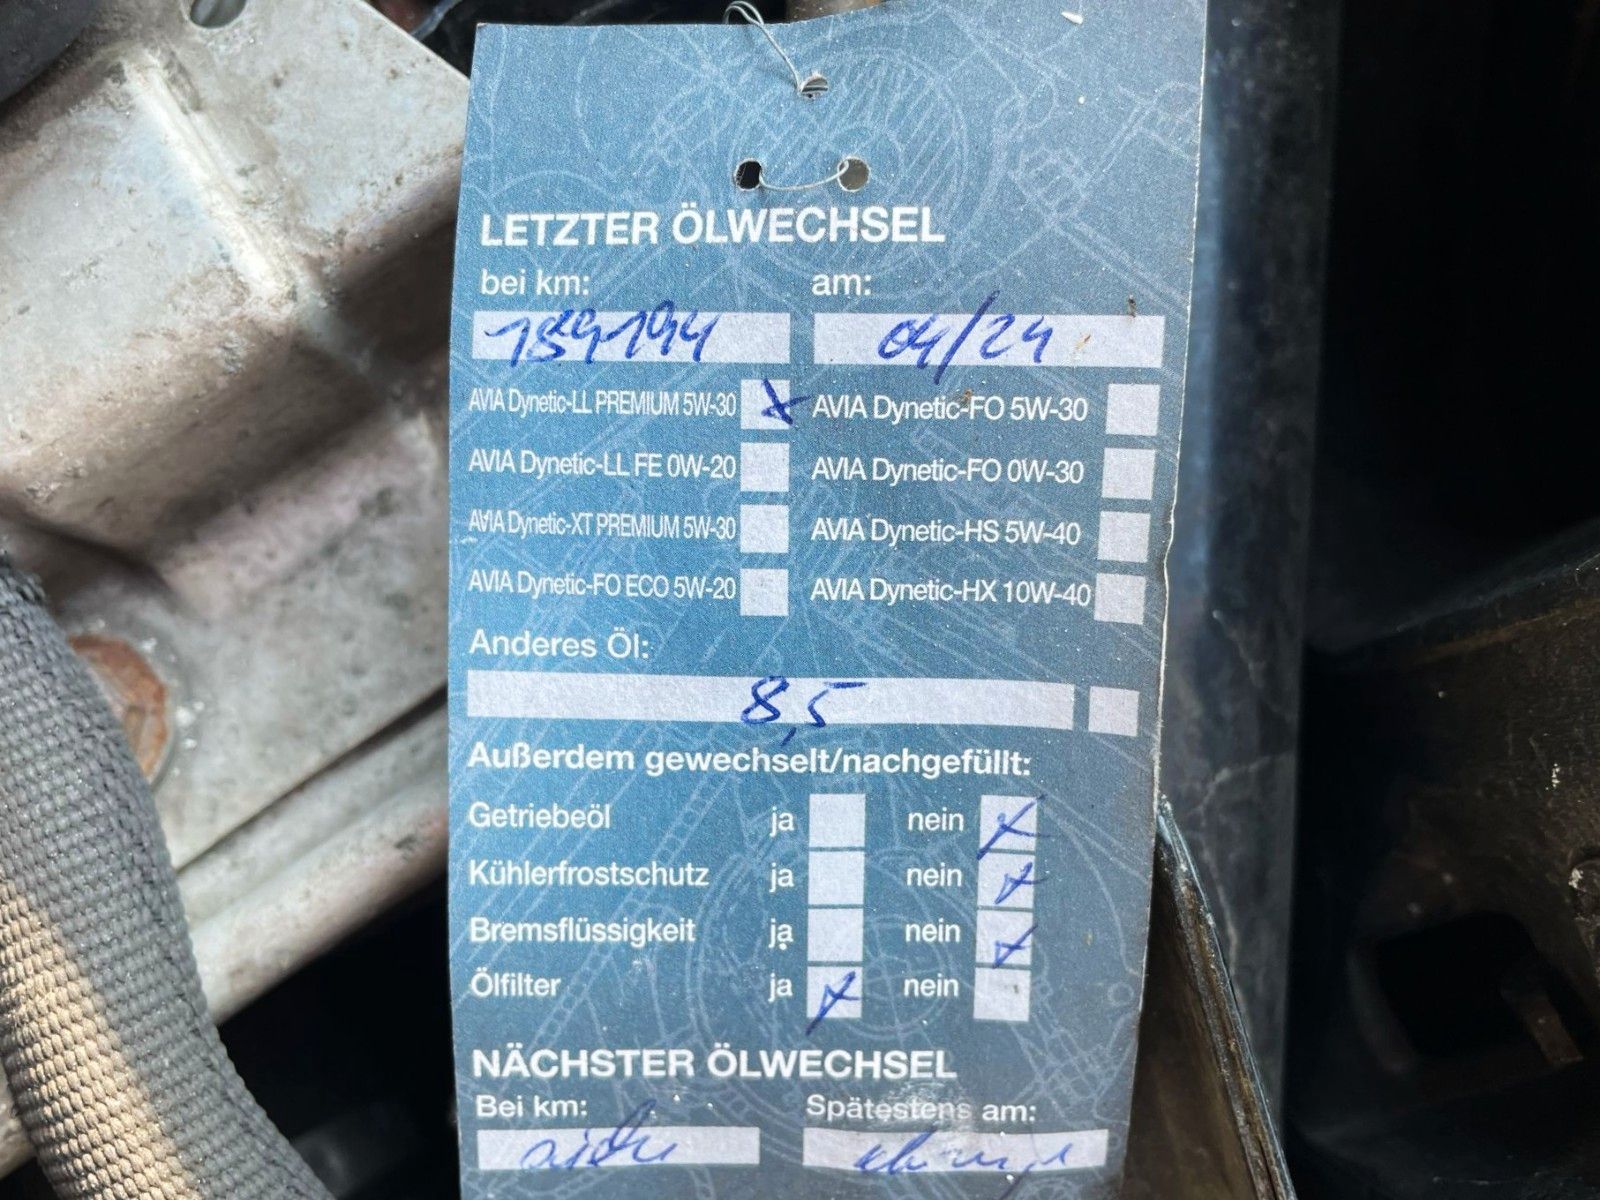 LETZTER ÖLWECHSEL
bei km: am:
189194 04/24
AVIA Dynetic-LL PREMIUM 5W-30 x AVIA Dynetic-FO 5W-30
AVIA Dynetic-LL FE 0W-20 AVIA Dynetic-FO 0W-30
AVIA Dynetic-XT PREMIUM 5W-30 AVIA Dynetic-HS 5W-40
AVIA Dynetic-FO ECO 5W-20 AVIA Dynetic-HX 10W-40
Anderes Öl:
8,5
Außerdem gewechselt/nachgefüllt:
Getriebeöl ja nein x
Kühlerfrostschutz ja nein x
Bremsflüssigkeit ja nein x
Ölfilter ja x nein
NÄCHSTER ÖLWECHSEL
Bei km: Spätestens am: